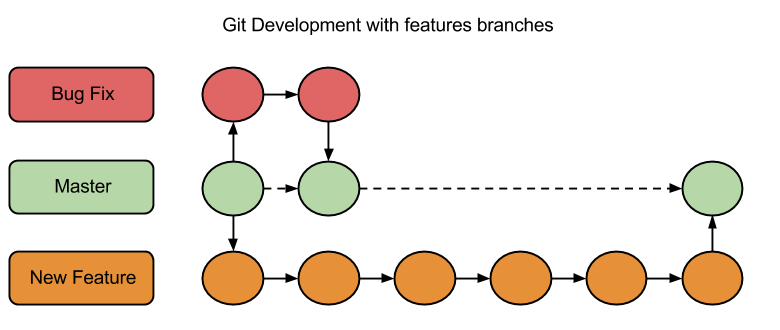 Git Development with features branches
Bug Fix
Master
New Feature